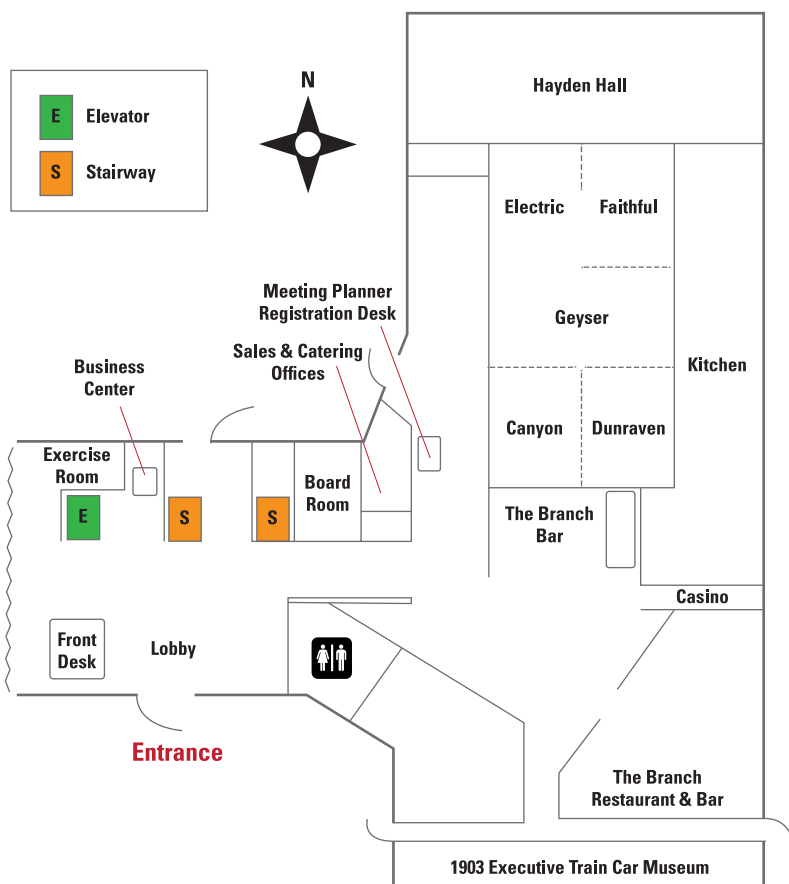 Hayden Hall
N
E Elevator
S Stairway
Electric
Faithful
Meeting Planner
Registration Desk
Geyser
Sales & Catering
Offices
Kitchen
Business
Center
Canyon
Dunraven
Exercise
Room
Board
Room
E
S
S
The Branch
Bar
Casino
Front
Desk
Lobby
Entrance
The Branch
Restaurant & Bar
1903 Executive Train Car Museum